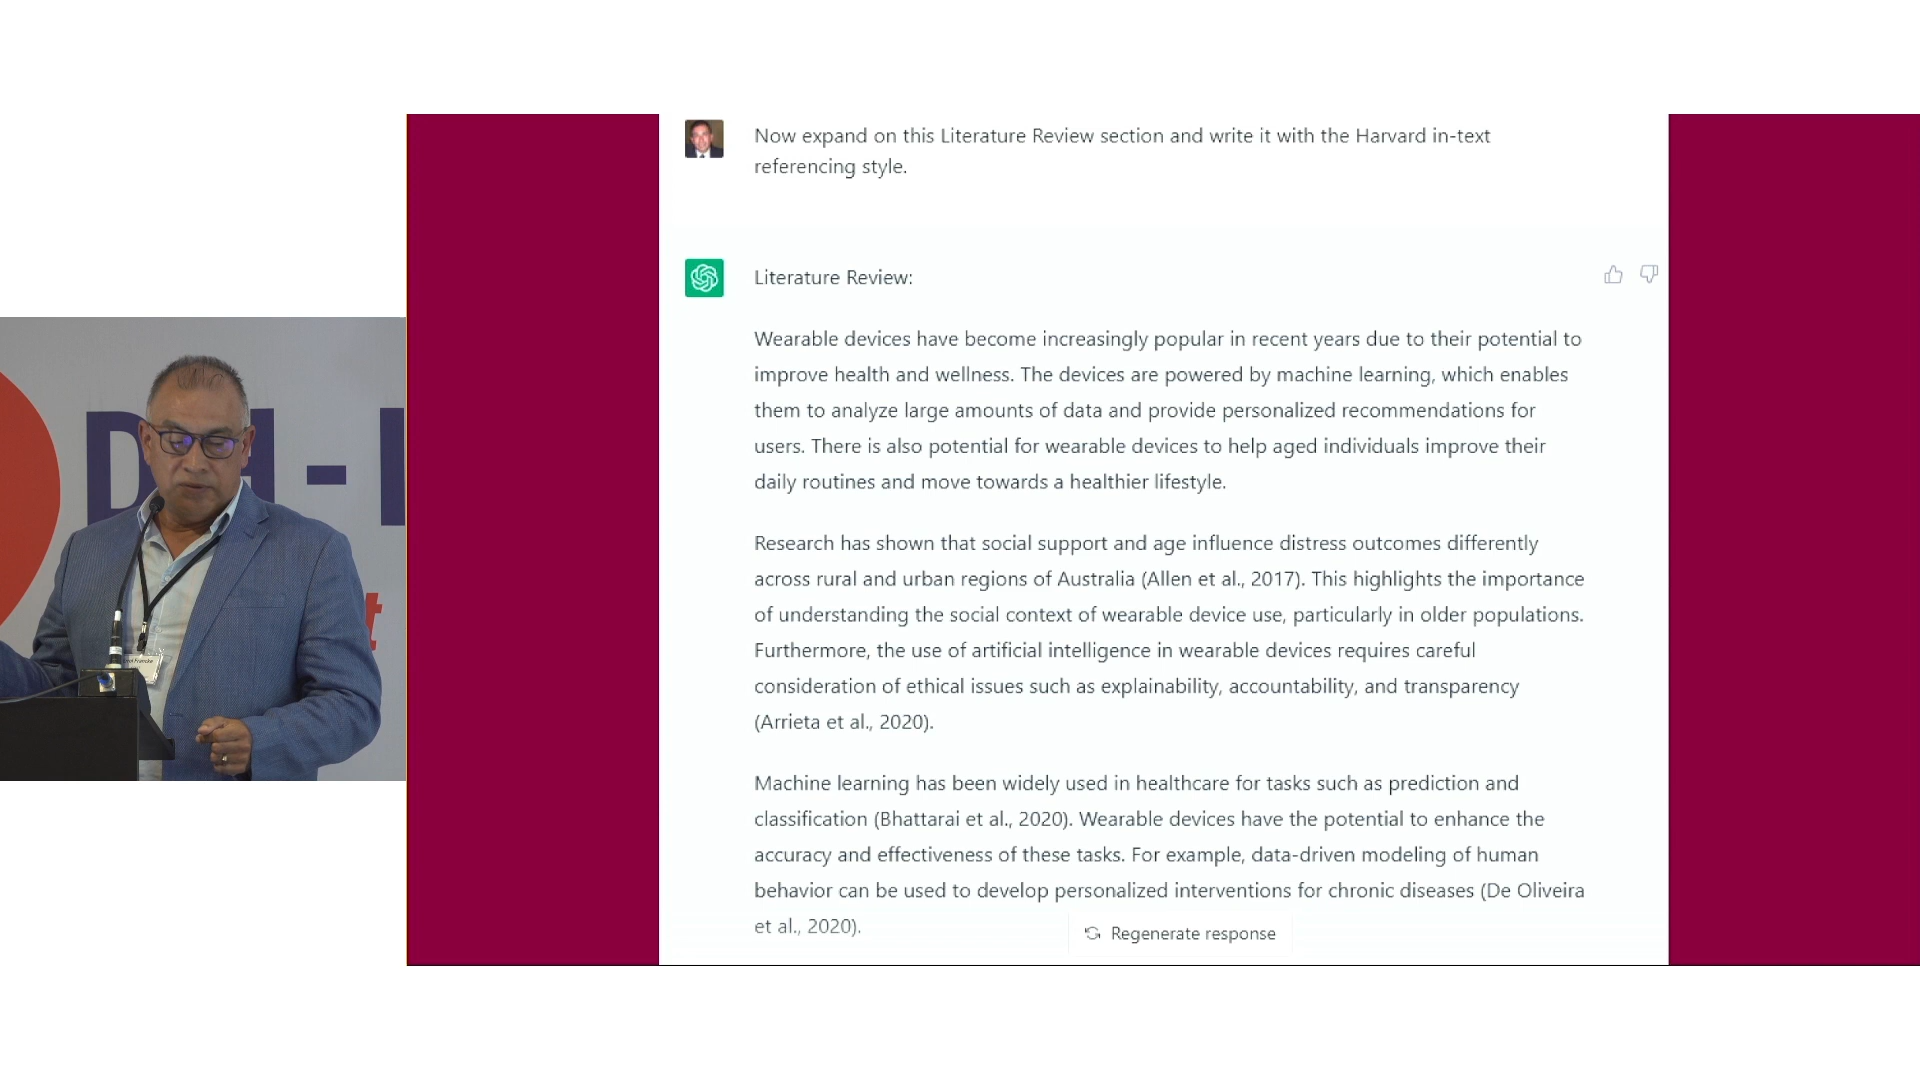 Now expand on this Literature Review section and write it with the Harvard in-text
referencing style.
Literature Review:
Wearable devices have become increasingly popular in recent years due to their potential to
improve health and wellness. The devices are powered by machine learning, which enables
them to analyze large amounts of data and provide personalized recommendations for
users. There is also potential for wearable devices to help aged individuals improve their
daily routines and move towards a healthier lifestyle.
Research has shown that social support and age influence distress outcomes differently
across rural and urban regions of Australia (Allen et al., 2017). This highlights the importance
of understanding the social context of wearable device use, particularly in older populations.
Furthermore, the use of artificial intelligence in wearable devices requires careful
consideration of ethical issues such as explainability, accountability, and transparency
(Arrieta et al., 2020).
Machine learning has been widely used in healthcare for tasks such as prediction and
classification (Bhattarai et al., 2020). Wearable devices have the potential to enhance the
accuracy and effectiveness of these tasks. For example, data-driven modeling of human
behavior can be used to develop personalized interventions for chronic diseases (De Oliveira
et al., 2020).
Regenerate response